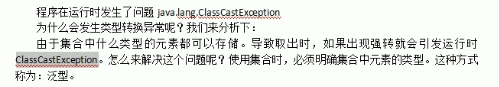 程序在运行时发生了问题 java.lang.ClassCastException
为什么会发生类型转换异常呢？我们来分析下：
由于集合中什么类型的元素都可以存储。导致取出时，如果出现强转就会引发运行时
ClassCastException。怎么来解决这个问题呢？使用集合时，必须明确集合中元素的类型。这种方式
称为：泛型。